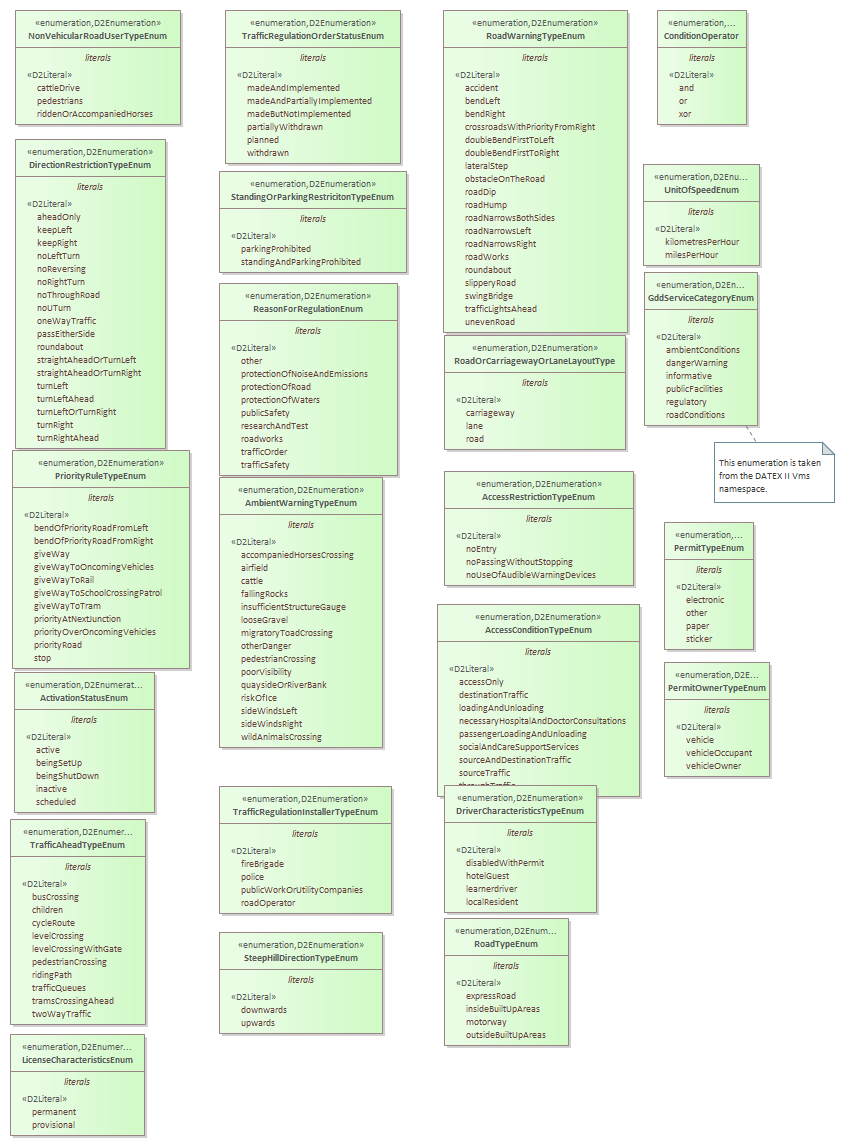 «enumeration,D2Enumeration»
NonVehicularRoadUserTypeEnum
literals
«D2Literal»
cattleDrive
pedestrians
riddenOrAccompaniedHorses
«enumeration,D2Enumeration»
DirectionRestrictionTypeEnum
literals
«D2Literal»
aheadOnly
keepLeft
keepRight
noLeftTurn
noReversing
noRightTurn
noThroughRoad
noUTurn
oneWayTraffic
passEitherSide
roundabout
straightAheadOrTurnLeft
straightAheadOrTurnRight
turnLeft
turnLeftAhead
turnLeftOrTurnRight
turnRight
turnRightAhead
«enumeration,D2Enumeration»
PriorityRuleTypeEnum
literals
«D2Literal»
bendOfPriorityRoadFromLeft
bendOfPriorityRoadFromRight
giveWay
giveWayToOncomingVehicles
giveWayToRail
giveWayToSchoolCrossingPatrol
giveWayToTram
priorityAtNextJunction
priorityOverOncomingVehicles
priorityRoad
stop
«enumeration,D2Enumerat...
ActivationStatusEnum
literals
«D2Literal»
active
beingSetUp
beingShutDown
inactive
scheduled
«enumeration,D2Enumer...
TrafficAheadTypeEnum
literals
«D2Literal»
busCrossing
children
cycleRoute
levelCrossing
levelCrossingWithGate
pedestrianCrossing
ridingPath
trafficQueues
tramsCrossingAhead
twoWayTraffic
«enumeration,D2Enumer...
LicenseCharacteristicsEnum
literals
«D2Literal»
permanent
provisional
«enumeration,D2Enumeration»
TrafficRegulationOrderStatusEnum
literals
«D2Literal»
madeAndImplemented
madeAndPartiallyImplemented
madeButNotImplemented
partiallyWithdrawn
planned
withdrawn
«enumeration,D2Enumeration»
StandingOrParkingRestricitonTypeEnum
literals
«D2Literal»
parkingProhibited
standingAndParkingProhibited
«enumeration,D2Enumeration»
ReasonForRegulationEnum
literals
«D2Literal»
other
protectionOfNoiseAndEmissions
protectionOfRoad
protectionOfWaters
publicSafety
researchAndTest
roadworks
trafficOrder
trafficSafety
«enumeration,D2Enumeration»
AmbientWarningTypeEnum
literals
«D2Literal»
accompaniedHorsesCrossing
airfield
cattle
fallingRocks
insufficientStructureGauge
looseGravel
migratoryToadCrossing
otherDanger
pedestrianCrossing
poorVisibility
quaysideOrRiverBank
riskOfIce
sideWindsLeft
sideWindsRight
wildAnimalsCrossing
«enumeration,D2Enumeration»
TrafficRegulationInstallerTypeEnum
literals
«D2Literal»
fireBrigade
police
publicWorkOrUtilityCompanies
roadOperator
«enumeration,D2Enumeration»
SteepHillDirectionTypeEnum
literals
«D2Literal»
downwards
upwards
«enumeration,D2Enumeration»
RoadWarningTypeEnum
literals
«D2Literal»
accident
bendLeft
bendRight
crossroadsWithPriorityFromRight
doubleBendFirstToLeft
doubleBendFirstToRight
lateralStep
obstacleOnTheRoad
roadDip
roadHump
roadNarrowsBothSides
roadNarrowsLeft
roadNarrowsRight
roadWorks
roundabout
slipperyRoad
swingBridge
trafficLightsAhead
unevenRoad
«enumeration,D2Enumeration»
RoadOrCarriagewayOrLaneLayoutType
literals
«D2Literal»
carriageway
lane
road
«enumeration,D2Enumeration»
AccessRestrictionTypeEnum
literals
«D2Literal»
noEntry
noPassingWithoutStopping
noUseOfAudibleWarningDevices
«enumeration,D2Enumeration»
AccessConditionTypeEnum
literals
«D2Literal»
accessOnly
destinationTraffic
loadingAndUnloading
necessaryHospitalAndDoctorConsultations
passengerLoadingAndUnloading
socialAndCareSupportServices
sourceAndDestinationTraffic
sourceTraffic
throughTraffic
«enumeration,D2Enumeration»
DriverCharacteristicsTypeEnum
literals
«D2Literal»
disabledWithPermit
hotelGuest
learnerdriver
localResident
«enumeration,D2Enum...
RoadTypeEnum
literals
«D2Literal»
expressRoad
insideBuiltUpAreas
motorway
outsideBuiltUpAreas
«enumeration,...
ConditionOperator
literals
«D2Literal»
and
or
xor
«enumeration,D2Enu...
UnitOfSpeedEnum
literals
«D2Literal»
kilometresPerHour
milesPerHour
«enumeration,D2En...
GddServiceCategoryEnum
literals
«D2Literal»
ambientConditions
dangerWarning
informative
publicFacilities
regulatory
roadConditions
This enumeration is taken
from the DATEX II Vms
namespace.
«enumeration,...
PermitTypeEnum
literals
«D2Literal»
electronic
other
paper
sticker
«enumeration,D2E...
PermitOwnerTypeEnum
literals
«D2Literal»
vehicle
vehicleOccupant
vehicleOwner